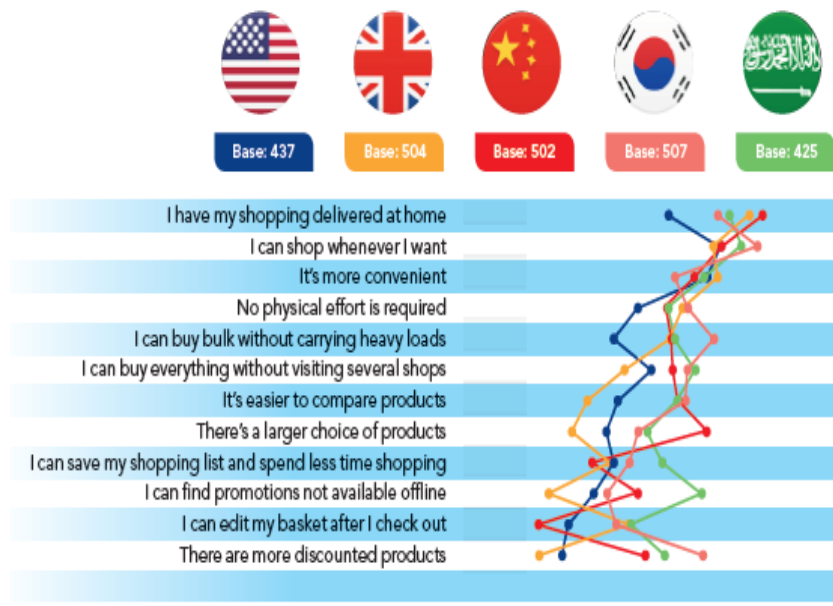 Base: 437
Base: 504
Base: 502
Base: 507
Base: 425
I have my shopping delivered at home
I can shop whenever I want
It's more convenient
No physical effort is required
I can buy bulk without carrying heavy loads
I can buy everything without visiting several shops
It's easier to compare products
There's a larger choice of products
I can save my shopping list and spend less time shopping
I can find promotions not available offline
I can edit my basket after I check out
There are more discounted products